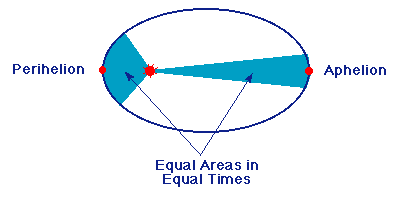 Perihelion
Aphelion
Equal Areas in
Equal Times